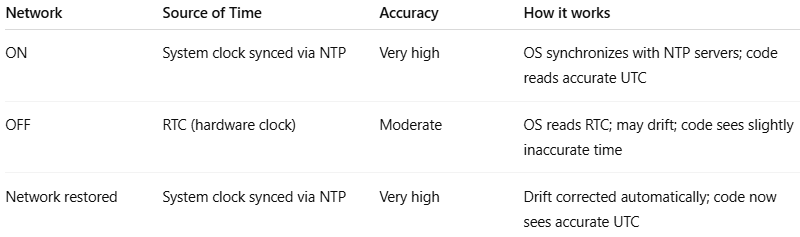 Network Source of Time Accuracy How it works
ON System clock synced via NTP Very high OS synchronizes with NTP servers; code
reads accurate UTC
OFF RTC (hardware clock) Moderate OS reads RTC; may drift; code sees slightly
inaccurate time
Network restored System clock synced via NTP Very high Drift corrected automatically; code now
sees accurate UTC